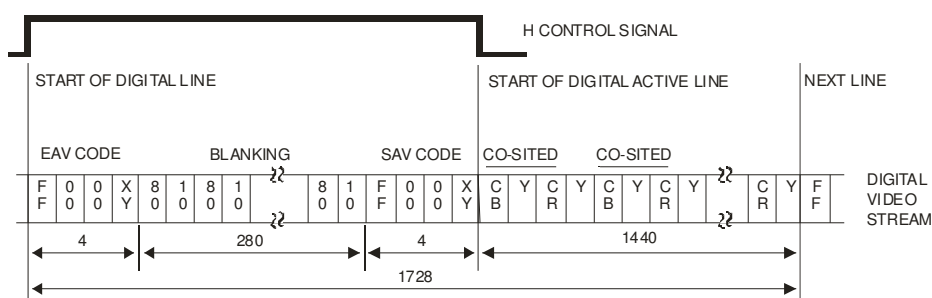 H CONTROL SIGNAL
START OF DIGITAL LINE
START OF DIGITAL ACTIVE LINE
NEXT LINE
EAV CODE
BLANKING
SAV CODE
CO-SITED
CO-SITED
F 0 0 X 8 1 8 1 8 1 F 0 0 X C Y C Y C Y C Y C Y F
F 0 0 Y 0 0 0 0 0 0 F 0 0 Y B R B R R F
DIGITAL
VIDEO
STREAM
4
280
4
1440
1728